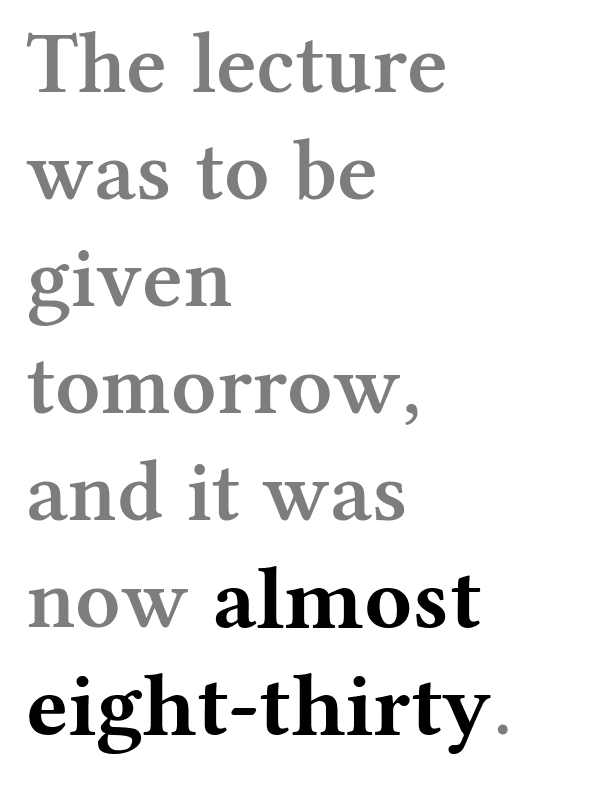 The lecture
was to be
given
tomorrow,
and it was
now almost
eight-thirty.